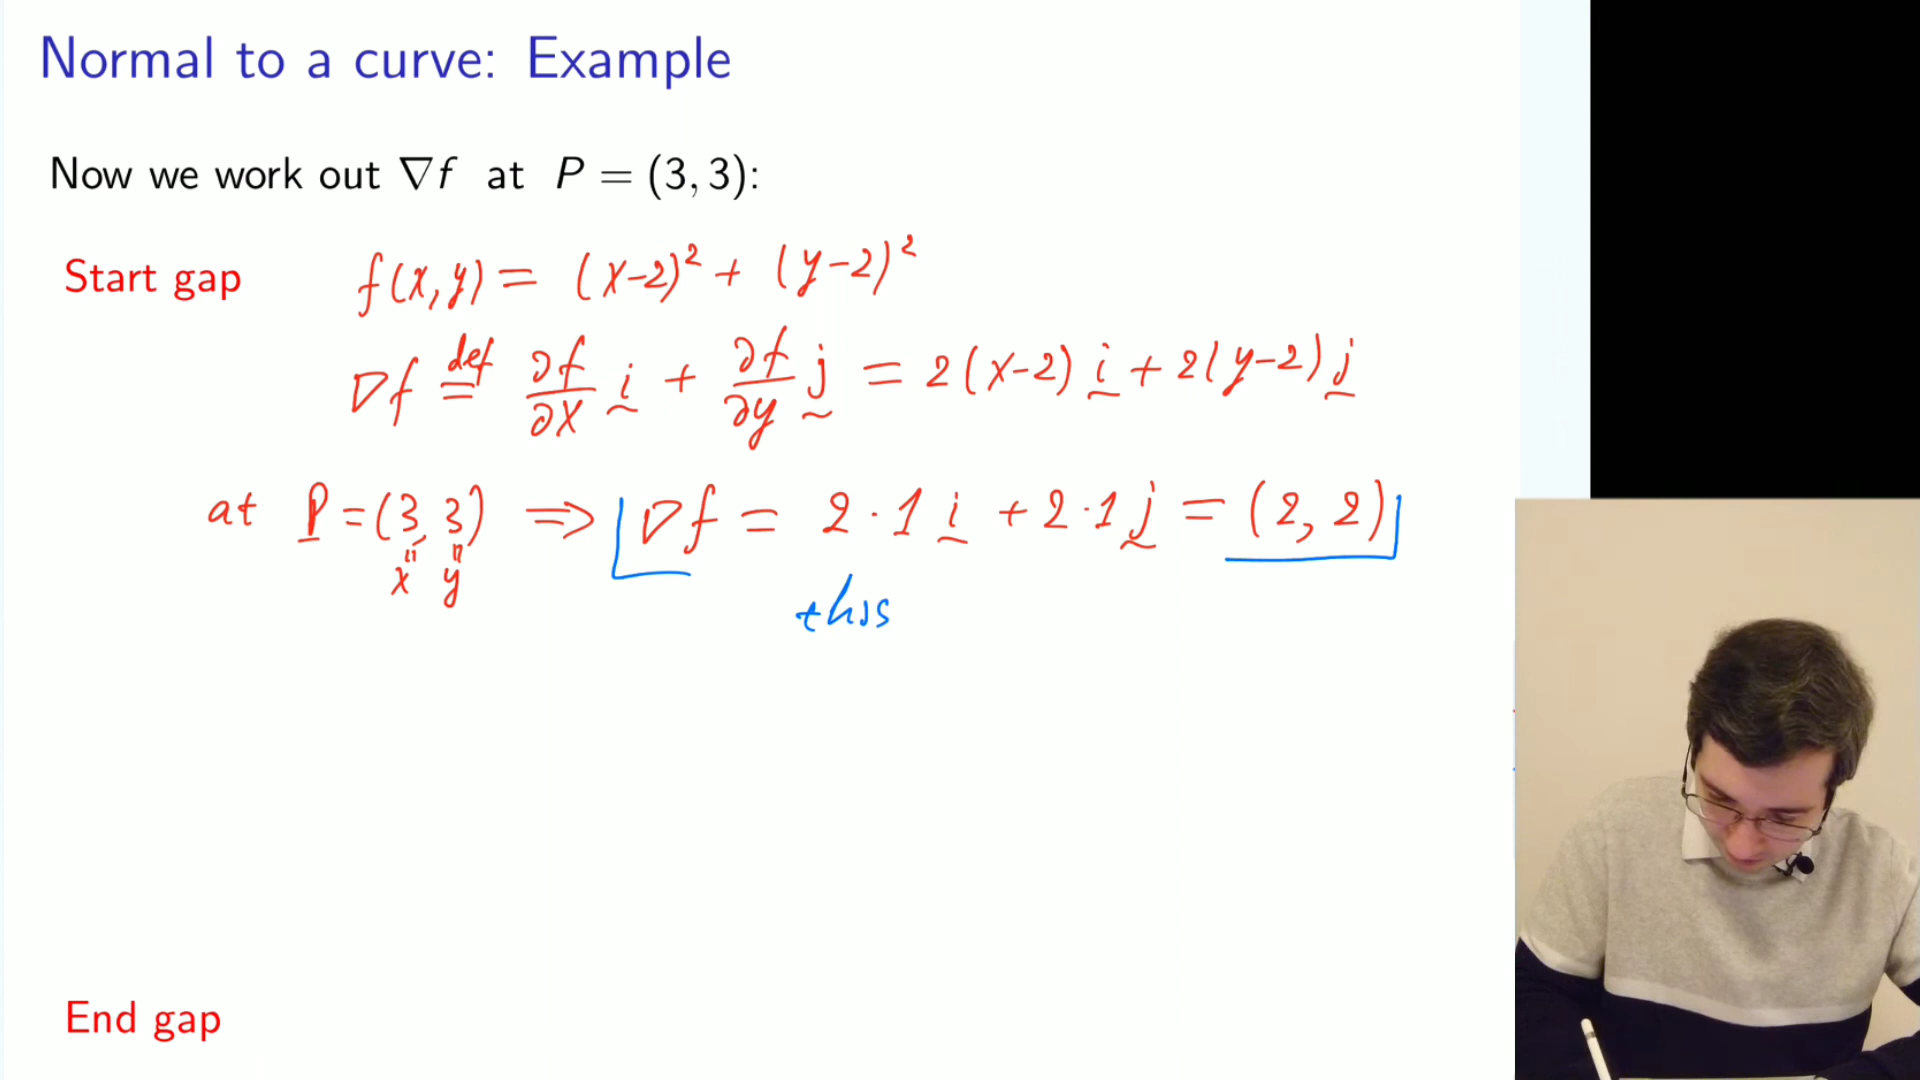 Normal to a curve: Example
Now we work out ∇f at P = (3, 3):
Start gap f(x,y) = (x-2)² + (y-2)²
∇f =def ∂f/∂x i + ∂f/∂y j = 2(x-2) i + 2(y-2) j
at P = (3, 3) ⇒ ∇f = 2·1 i + 2·1 j = (2, 2)
" "
x y
this
End gap